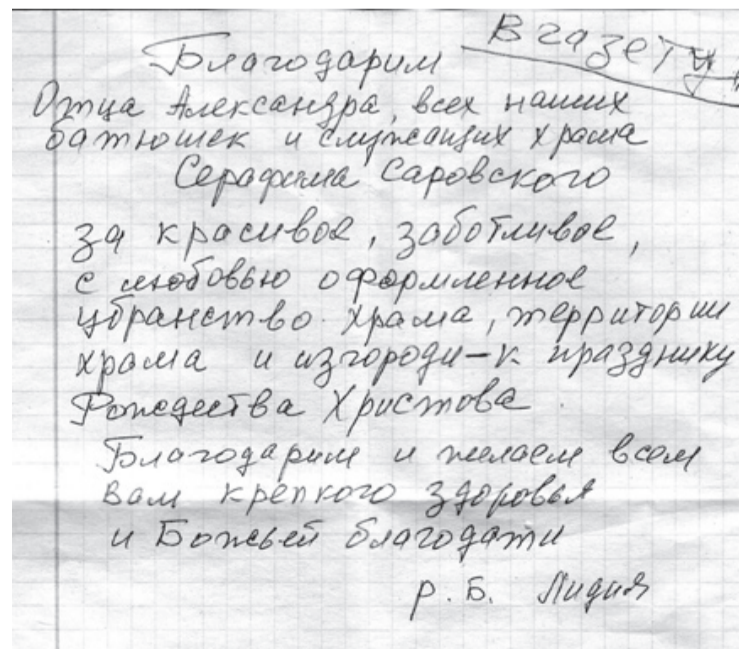 В газету
Благодарим
Отца Александра, всех наших
батюшек и служащих храма
Серафима Саровского
за красивое, заботливое,
с любовью оформленное
убранство храма, территории
храма и изгороди – к празднику
Рождества Христова.
Благодарим и желаем всем
вам крепкого здоровья
и Божьей благодати
р. Б. Лидия